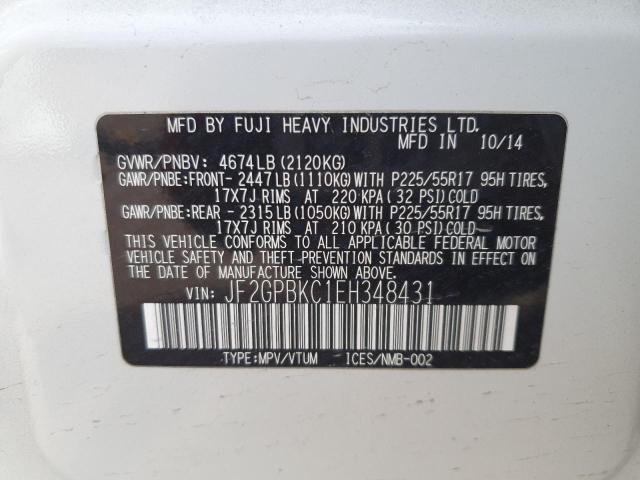 MFD BY FUJI HEAVY INDUSTRIES LTD.
MFD IN 10/14
GVWR/PNBV: 4674LB (2120KG)
GAWR/PNBE:FRONT-2447LB(1110KG)WITH P225/55R17 95H TIRES,
17X7J RIMS AT 220 KPA(32 PSI)COLD
GAWR/PNBE:REAR -2315LB(1050KG)WITH P225/55R17 95H TIRES,
17X7J RIMS AT 210 KPA(30 PSI)COLD
THIS VEHICLE CONFORMS TO ALL APPLICABLE FEDERAL MOTOR
VEHICLE SAFETY AND THEFT-PREVENTION STANDARDS IN EFFECT
ON THE DATE OF MANUFACTURE SHOWN ABOVE.
VIN: JF2GPBKC1EH348431
TYPE:MPV/VTUM ICES/NMB-002